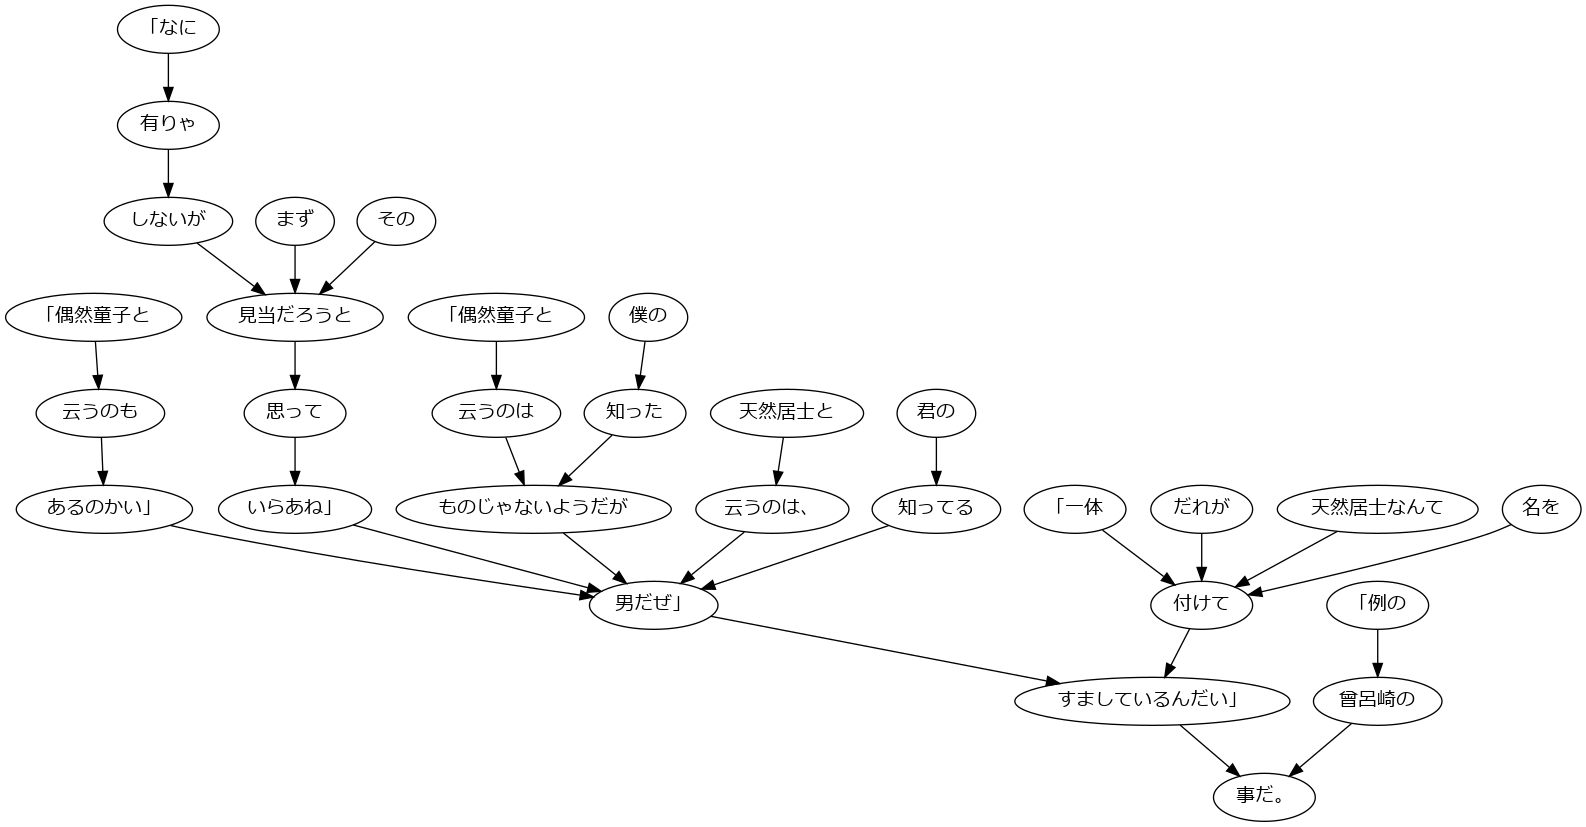 「なに
有りゃ
しないが
まず
その
「偶然童子と
見当だろうと
「偶然童子と
僕の
云うのも
思って
云うのは
知った
天然居士と
君の
あるのかい」
いらあね」
ものじゃないようだが
云うのは、
知ってる
「一体
だれが
天然居士なんて
名を
男だぜ」
付けて
「例の
すましているんだい」
曾呂崎の
事だ。